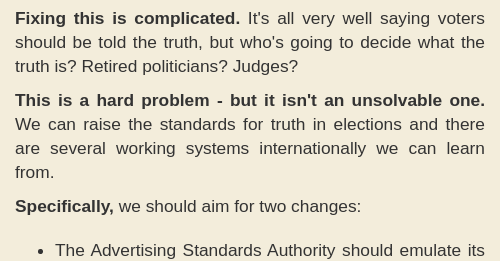 Fixing this is complicated. It's all very well saying voters
should be told the truth, but who's going to decide what the
truth is? Retired politicians? Judges?
This is a hard problem - but it isn't an unsolvable one.
We can raise the standards for truth in elections and there
are several working systems internationally we can learn
from.
Specifically, we should aim for two changes:
• The Advertising Standards Authority should emulate its